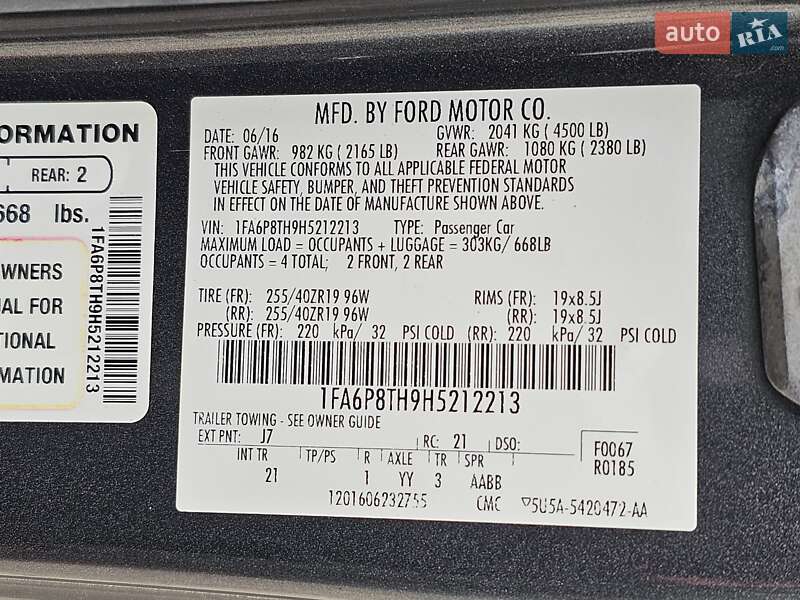 auto RIA .com
ORMATION
REAR: 2
668 lbs.
WNERS
UAL FOR
TIONAL
RMATION
1FA6P8TH9H5212213
MFD. BY FORD MOTOR CO.
DATE: 06/16 GVWR: 2041 KG ( 4500 LB)
FRONT GAWR: 982 KG ( 2165 LB) REAR GAWR: 1080 KG ( 2380 LB)
THIS VEHICLE CONFORMS TO ALL APPLICABLE FEDERAL MOTOR
VEHICLE SAFETY, BUMPER, AND THEFT PREVENTION STANDARDS
IN EFFECT ON THE DATE OF MANUFACTURE SHOWN ABOVE.
VIN: 1FA6P8TH9H5212213 TYPE: Passenger Car
MAXIMUM LOAD = OCCUPANTS + LUGGAGE = 303KG/ 668LB
OCCUPANTS = 4 TOTAL; 2 FRONT, 2 REAR
TIRE (FR): 255/40ZR19 96W RIMS (FR): 19x8.5J
(RR): 255/40ZR19 96W (RR): 19x8.5J
PRESSURE (FR): 220 kPa/ 32 PSI COLD (RR): 220 kPa/ 32 PSI COLD
1FA6P8TH9H5212213
TRAILER TOWING - SEE OWNER GUIDE
EXT PNT: J7 RC: 21 DSO: F0067
INT TR TP/PS R AXLE TR SPR R0185
21 1 YY 3 AABB
1201606232755 CMC ▽5U5A-5420472-AA